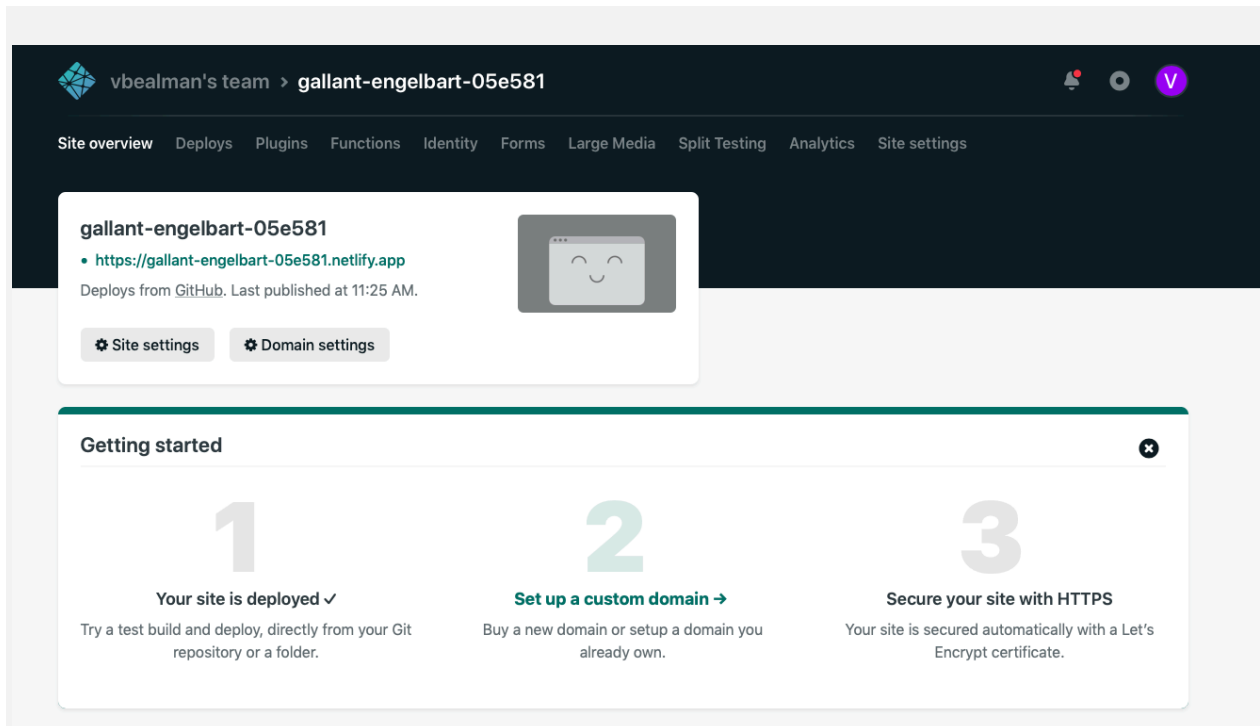 vbealman's team > gallant-engelbart-05e581
V
Site overview Deploys Plugins Functions Identity Forms Large Media Split Testing Analytics Site settings
gallant-engelbart-05e581
• https://gallant-engelbart-05e581.netlify.app
Deploys from GitHub. Last published at 11:25 AM.
Site settings
Domain settings
Getting started
1
Your site is deployed ✓
Try a test build and deploy, directly from your Git
repository or a folder.
2
Set up a custom domain →
Buy a new domain or setup a domain you
already own.
3
Secure your site with HTTPS
Your site is secured automatically with a Let's
Encrypt certificate.